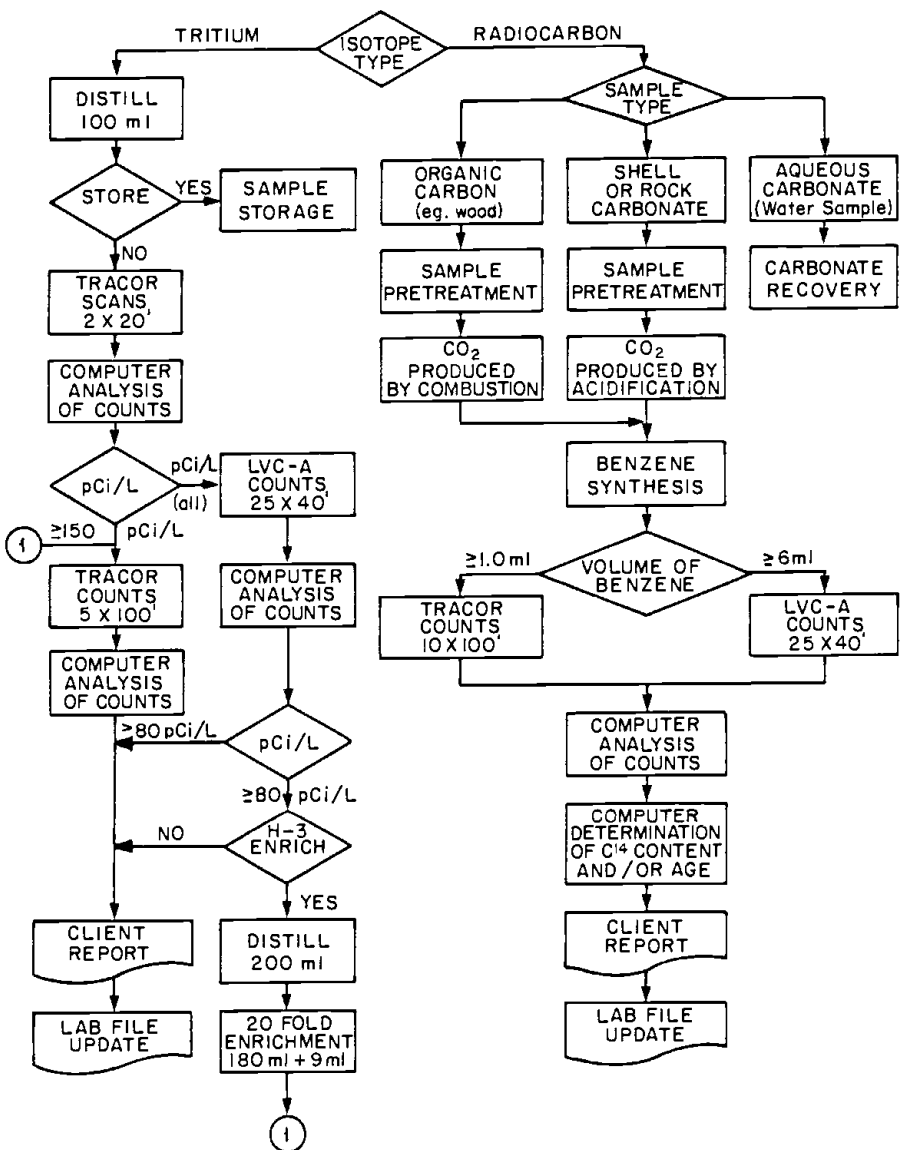 TRITIUM
ISOTOPE
TYPE
RADIOCARBON
DISTILL
100 ml
STORE
YES
SAMPLE
STORAGE
NO
TRACOR
SCANS
2 X 20'
COMPUTER
ANALYSIS
OF COUNTS
pCi/L
pCi/L
(all)
LVC-A
COUNTS
25 X 40'
1
≥150 pCi/L
TRACOR
COUNTS
5 X 100'
COMPUTER
ANALYSIS
OF COUNTS
COMPUTER
ANALYSIS
OF COUNTS
≥80 pCi/L
pCi/L
≥80 pCi/L
NO
H-3
ENRICH
YES
CLIENT
REPORT
DISTILL
200 ml
LAB FILE
UPDATE
20 FOLD
ENRICHMENT
180 ml + 9 ml
1
SAMPLE
TYPE
ORGANIC
CARBON
(eg. wood)
SHELL
OR ROCK
CARBONATE
AQUEOUS
CARBONATE
(Water Sample)
SAMPLE
PRETREATMENT
SAMPLE
PRETREATMENT
CARBONATE
RECOVERY
CO₂
PRODUCED
BY COMBUSTION
CO₂
PRODUCED BY
ACIDIFICATION
BENZENE
SYNTHESIS
≥1.0 ml
VOLUME OF
BENZENE
≥6 ml
TRACOR
COUNTS
10 X 100'
LVC-A
COUNTS
25 X 40'
COMPUTER
ANALYSIS
OF COUNTS
COMPUTER
DETERMINATION
OF C¹⁴ CONTENT
AND / OR AGE
CLIENT
REPORT
LAB FILE
UPDATE